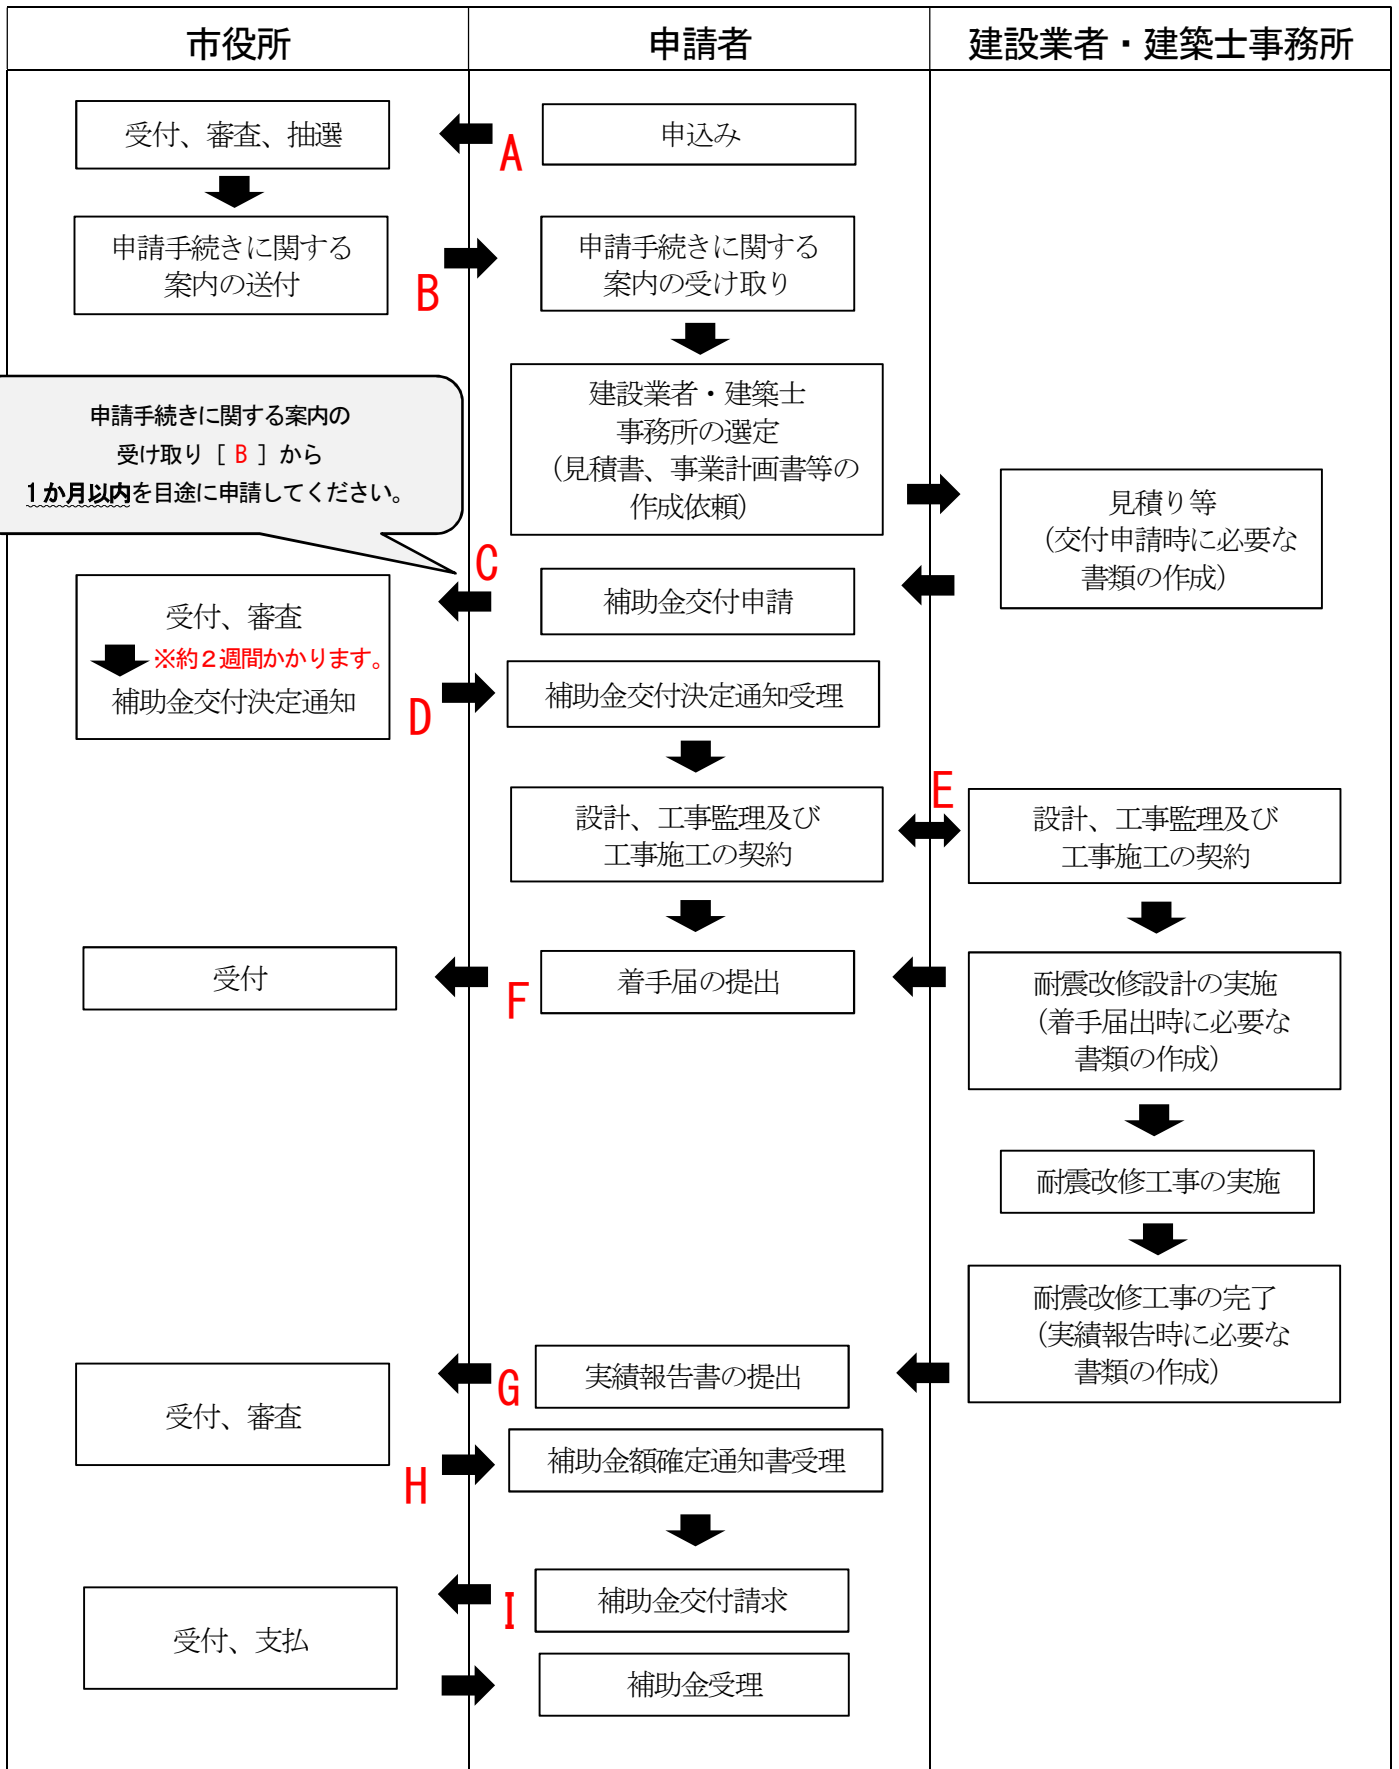 市役所
申請者
建設業者・建築士事務所
受付、審査、抽選
A
申込み
申請手続きに関する
案内の送付
B
申請手続きに関する
案内の受け取り
建設業者・建築士
事務所の選定
（見積書、事業計画書等の
作成依頼）
申請手続きに関する案内の
受け取り［B］から
１か月以内を目途に申請してください。
見積り等
（交付申請時に必要な
書類の作成）
C
補助金交付申請
受付、審査
※約２週間かかります。
補助金交付決定通知
D
補助金交付決定通知受理
設計、工事監理及び
工事施工の契約
E
設計、工事監理及び
工事施工の契約
受付
F
着手届の提出
耐震改修設計の実施
（着手届出時に必要な
書類の作成）
耐震改修工事の実施
耐震改修工事の完了
（実績報告時に必要な
書類の作成）
G
実績報告書の提出
受付、審査
H
補助金額確定通知書受理
I
補助金交付請求
受付、支払
補助金受理